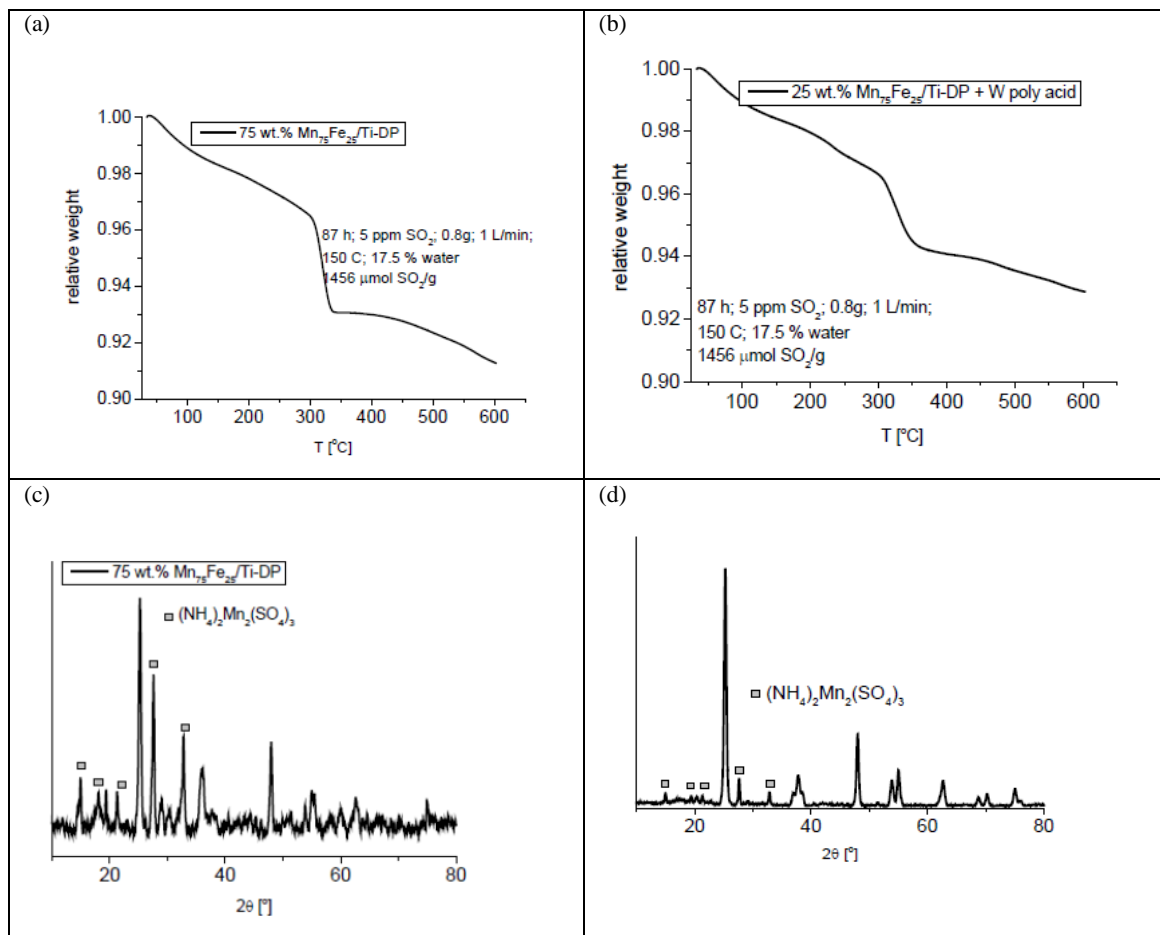 (a)
1.00
0.98
0.96
0.94
0.92
0.90
relative weight
75 wt.% Mn₇₅Fe₂₅/Ti-DP
87 h; 5 ppm SO₂; 0.8g; 1 L/min;
150 C; 17.5 % water
1456 μmol SO₂/g
100 200 300 400 500 600
T [°C]
(b)
1.00
0.98
0.96
0.94
0.92
0.90
relative weight
25 wt.% Mn₇₅Fe₂₅/Ti-DP + W poly acid
87 h; 5 ppm SO₂; 0.8g; 1 L/min;
150 C; 17.5 % water
1456 μmol SO₂/g
100 200 300 400 500 600
T [°C]
(c)
75 wt.% Mn₇₅Fe₂₅/Ti-DP
(NH₄)₂Mn₂(SO₄)₃
20 40 60 80
2θ [°]
(d)
(NH₄)₂Mn₂(SO₄)₃
20 40 60 80
2θ [°]